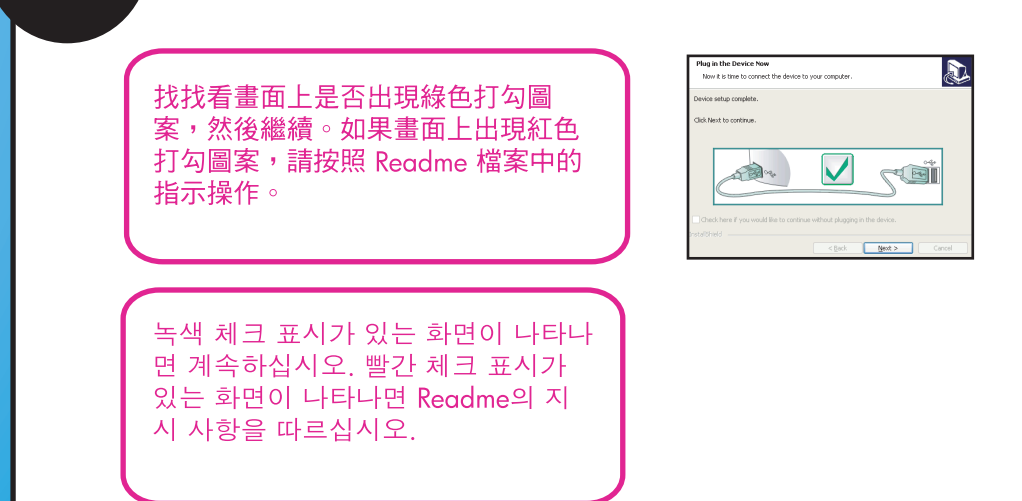 找找看畫面上是否出現綠色打勾圖
案，然後繼續。如果畫面上出現紅色
打勾圖案，請按照 Readme 檔案中的
指示操作。
녹색 체크 표시가 있는 화면이 나타나
면 계속하십시오. 빨간 체크 표시가
있는 화면이 나타나면 Readme의 지
시 사항을 따르십시오.
Plug in the Device Now
Now it is time to connect the device to your computer.
Device setup complete.
Click Next to continue.
Check here if you would like to continue without plugging in the device.
InstallShield
< Back
Next >
Cancel